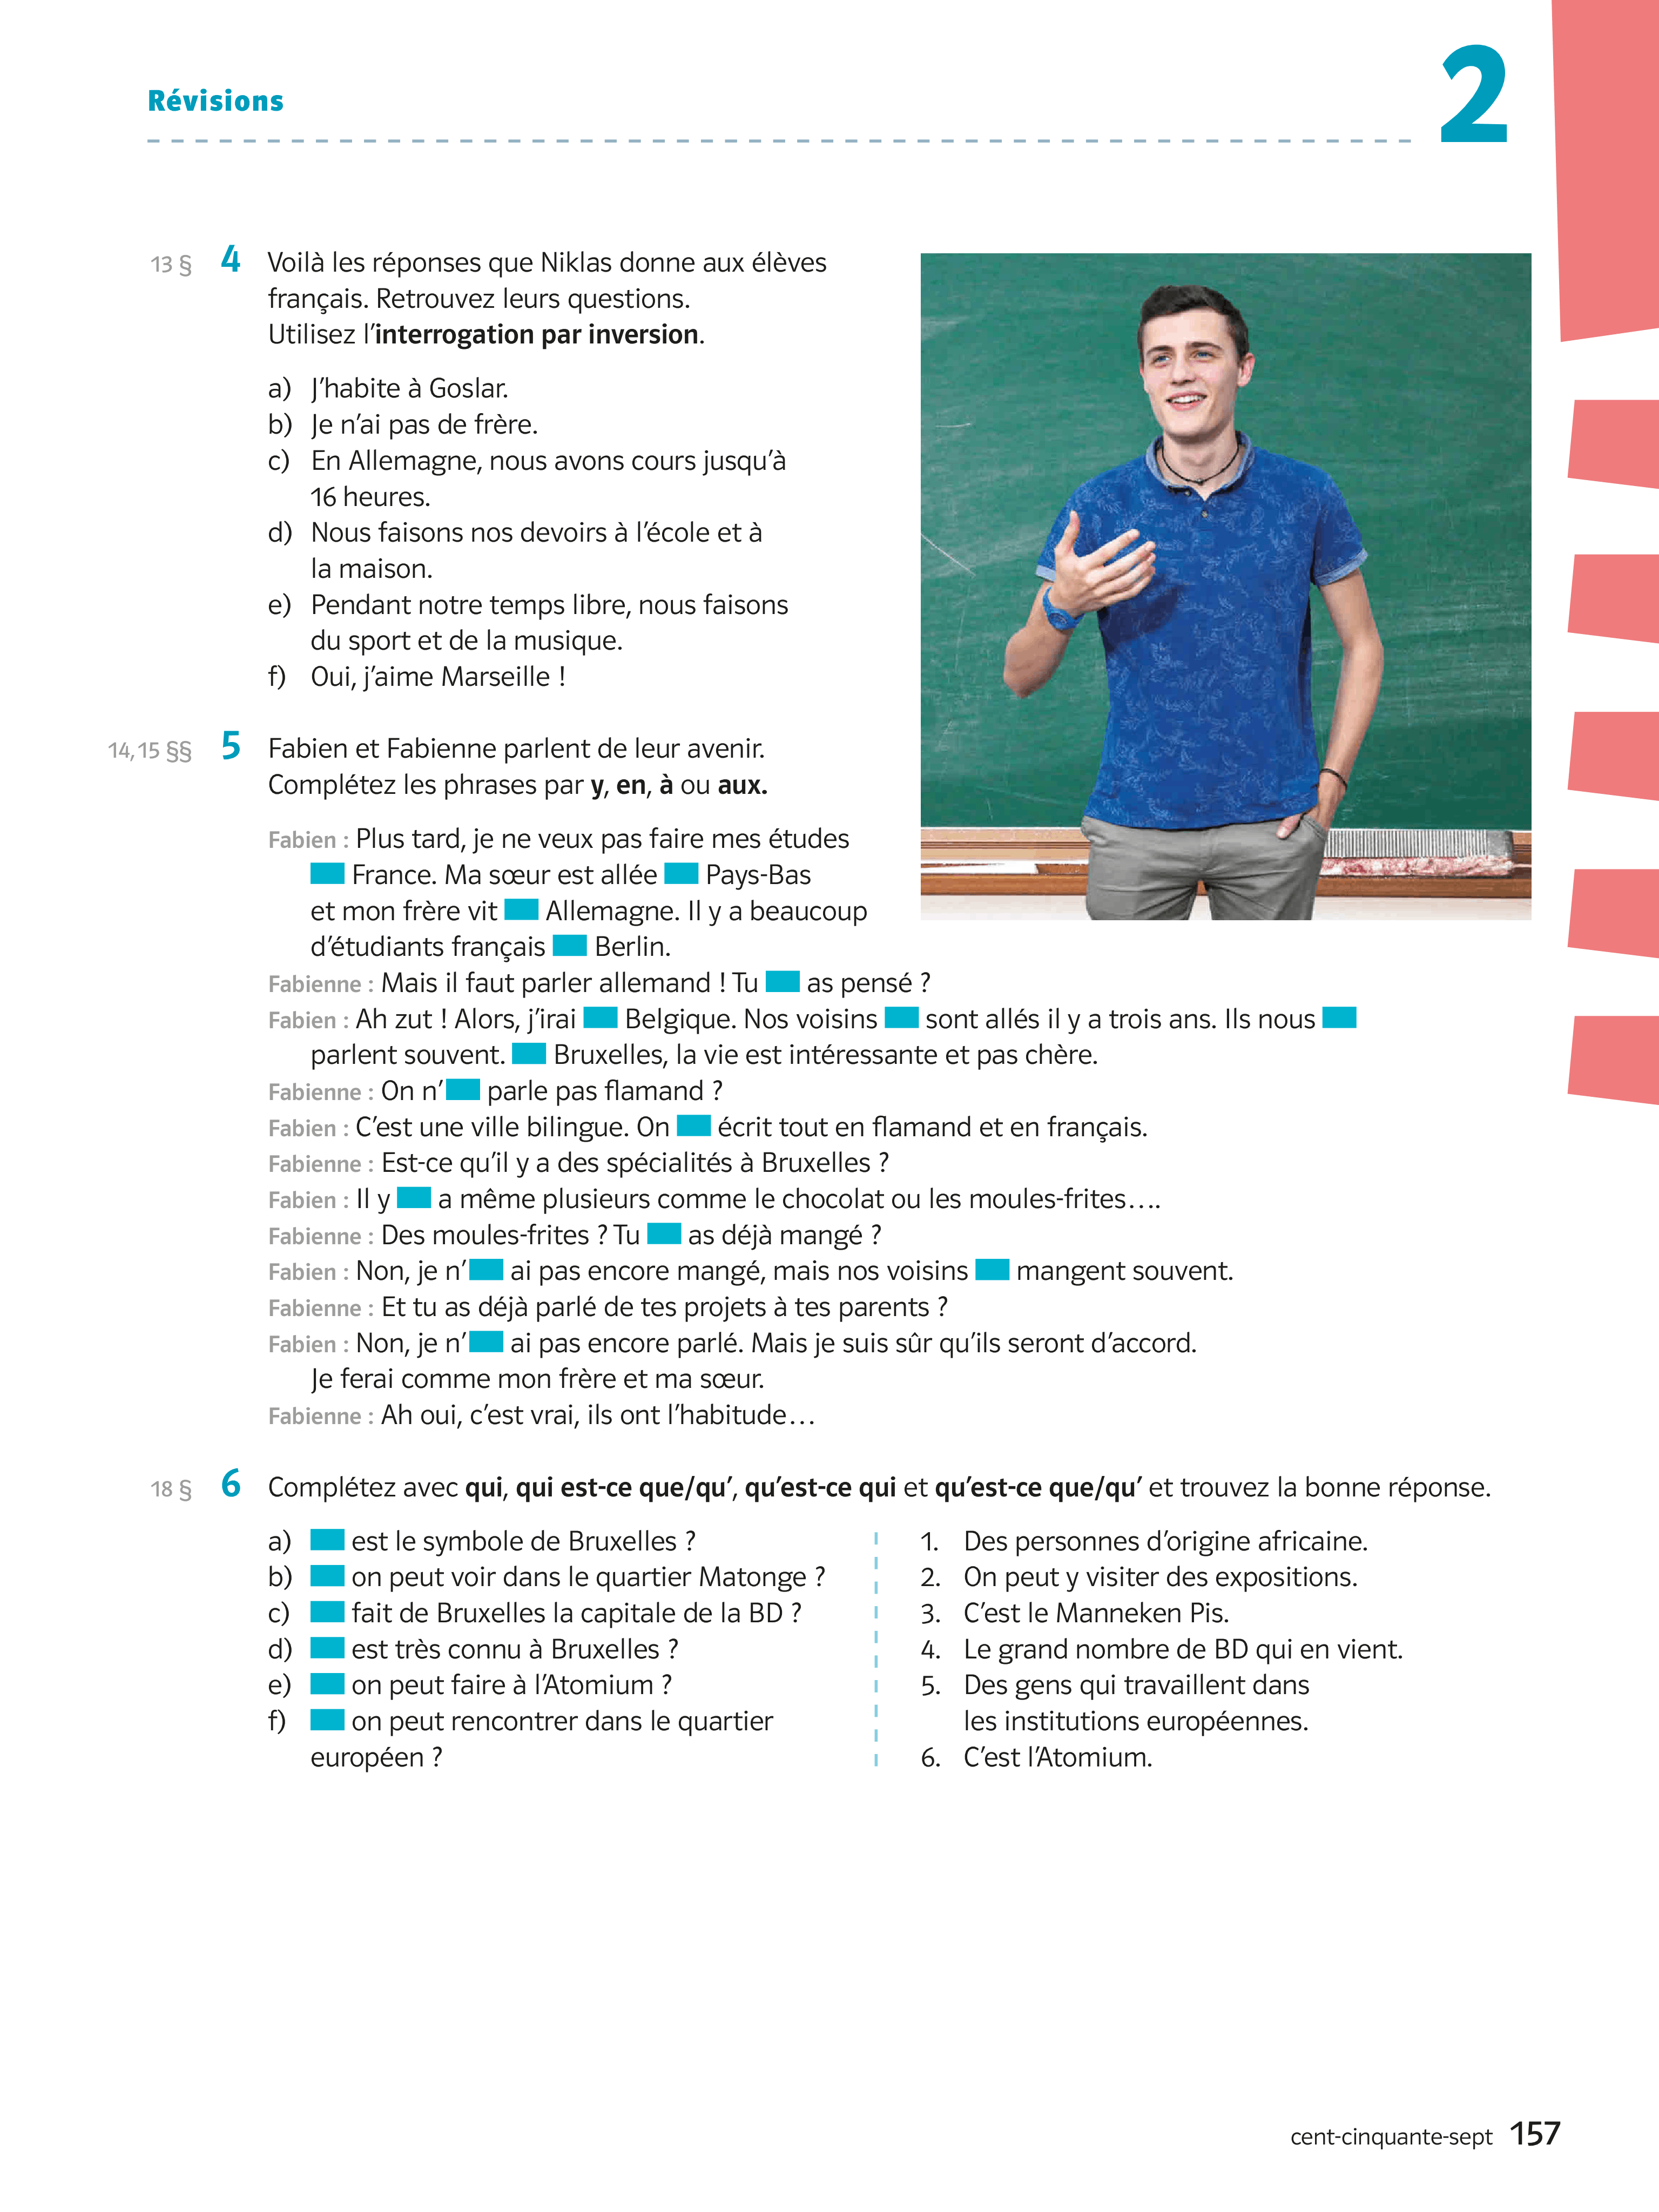 Révisions
2
13 § 4 Voilà les réponses que Niklas donne aux élèves
français. Retrouvez leurs questions.
Utilisez l’interrogation par inversion.
a) J’habite à Goslar.
b) Je n’ai pas de frère.
c) En Allemagne, nous avons cours jusqu’à
16 heures.
d) Nous faisons nos devoirs à l’école et à
la maison.
e) Pendant notre temps libre, nous faisons
du sport et de la musique.
f) Oui, j’aime Marseille !
14, 15 §§ 5 Fabien et Fabienne parlent de leur avenir.
Complétez les phrases par y, en, à ou aux.
Fabien : Plus tard, je ne veux pas faire mes études
France. Ma sœur est allée Pays-Bas
et mon frère vit Allemagne. Il y a beaucoup
d’étudiants français Berlin.
Fabienne : Mais il faut parler allemand ! Tu as pensé ?
Fabien : Ah zut ! Alors, j’irai Belgique. Nos voisins sont allés il y a trois ans. Ils nous
parlent souvent. Bruxelles, la vie est intéressante et pas chère.
Fabienne : On n’ parle pas flamand ?
Fabien : C’est une ville bilingue. On écrit tout en flamand et en français.
Fabienne : Est-ce qu’il y a des spécialités à Bruxelles ?
Fabien : Il y a même plusieurs comme le chocolat ou les moules-frites….
Fabienne : Des moules-frites ? Tu as déjà mangé ?
Fabien : Non, je n’ ai pas encore mangé, mais nos voisins mangent souvent.
Fabienne : Et tu as déjà parlé de tes projets à tes parents ?
Fabien : Non, je n’ ai pas encore parlé. Mais je suis sûr qu’ils seront d’accord.
Je ferai comme mon frère et ma sœur.
Fabienne : Ah oui, c’est vrai, ils ont l’habitude…
18 § 6 Complétez avec qui, qui est-ce que/qu’, qu’est-ce qui et qu’est-ce que/qu’ et trouvez la bonne réponse.
a) est le symbole de Bruxelles ?
b) on peut voir dans le quartier Matonge ?
c) fait de Bruxelles la capitale de la BD ?
d) est très connu à Bruxelles ?
e) on peut faire à l’Atomium ?
f) on peut rencontrer dans le quartier
européen ?
1. Des personnes d’origine africaine.
2. On peut y visiter des expositions.
3. C’est le Manneken Pis.
4. Le grand nombre de BD qui en vient.
5. Des gens qui travaillent dans
les institutions européennes.
6. C’est l’Atomium.
cent-cinquante-sept 157